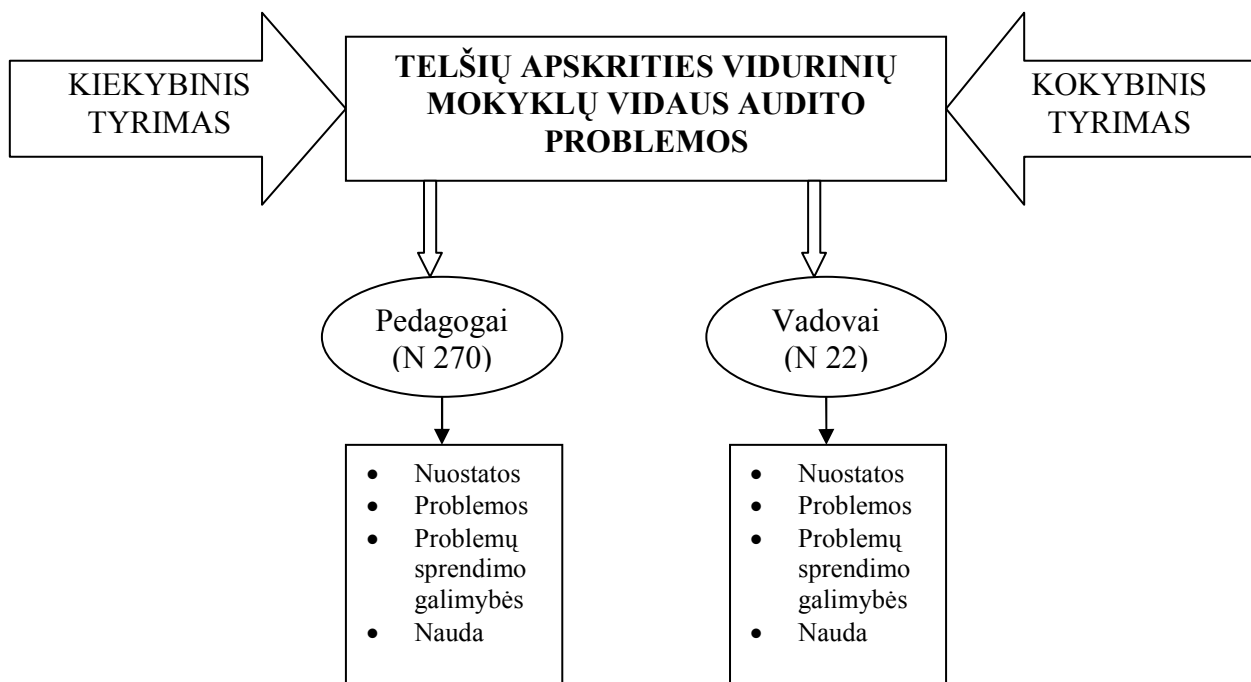 KIEKYBINIS
TYRIMAS
TELŠIŲ APSKRITIES VIDURINIŲ
MOKYKLŲ VIDAUS AUDITO
PROBLEMOS
KOKYBINIS
TYRIMAS
Pedagogai
(N 270)
Vadovai
(N 22)
• Nuostatos
• Problemos
• Problemų
sprendimo
galimybės
• Nauda
• Nuostatos
• Problemos
• Problemų
sprendimo
galimybės
• Nauda